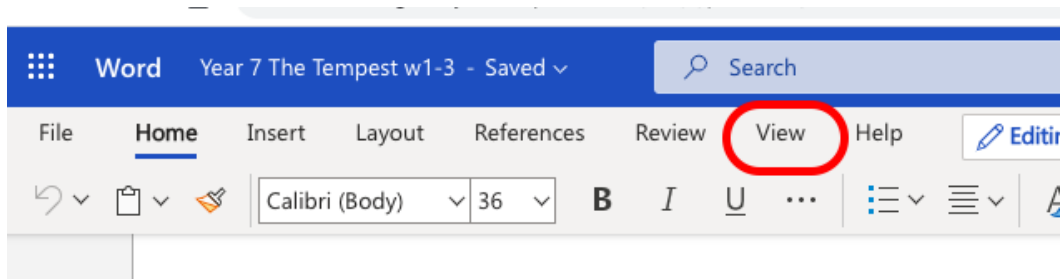 Word Year 7 The Tempest w1-3 - Saved Search
File Home Insert Layout References Review View Help
Calibri (Body) 36 B I U ...